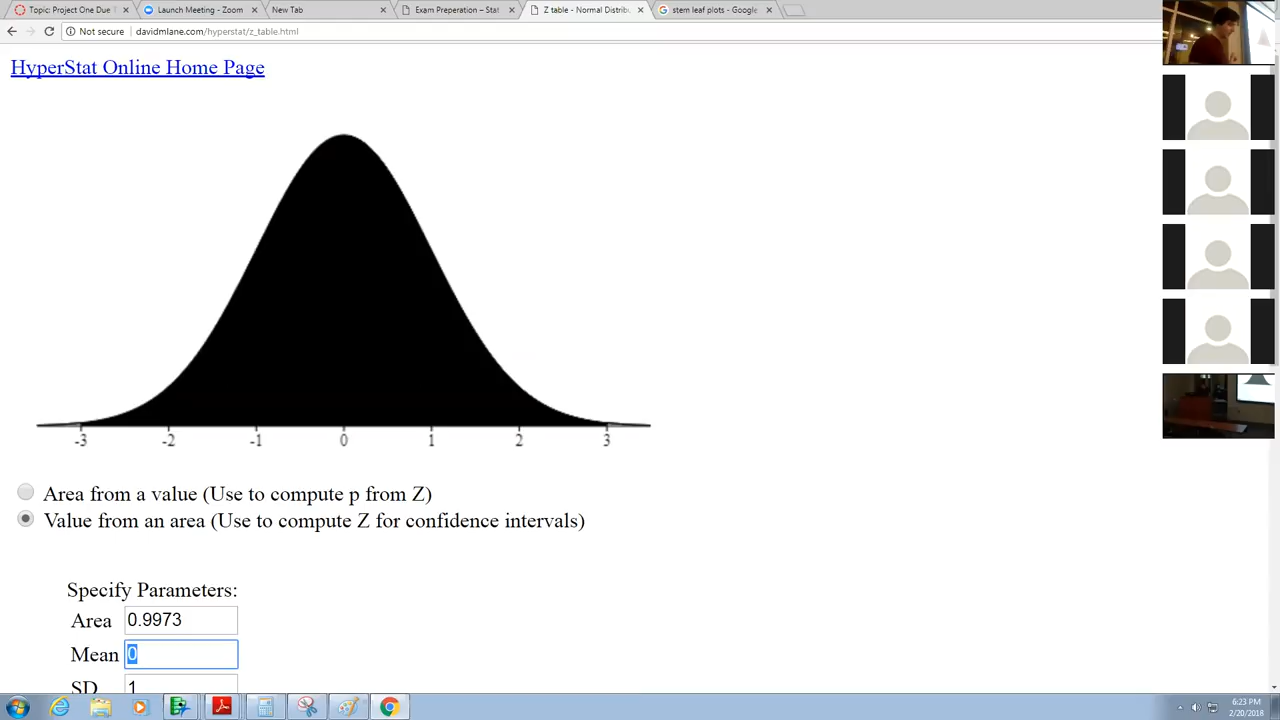 Topic Project One Due T
Launch Meeting - Zoom
New Tab
Exam Preperation – Stat
Z table - Normal Distribu
stem leaf plots - Google
Not secure
davidmlane.com/hyperstat/z_table.html
HyperStat Online Home Page
-3 -2 -1 0 1 2 3
Area from a value (Use to compute p from Z)
Value from an area (Use to compute Z for confidence intervals)
Specify Parameters:
Area 0.9973
Mean 0
SD 1
6:23 PM
2/20/2018